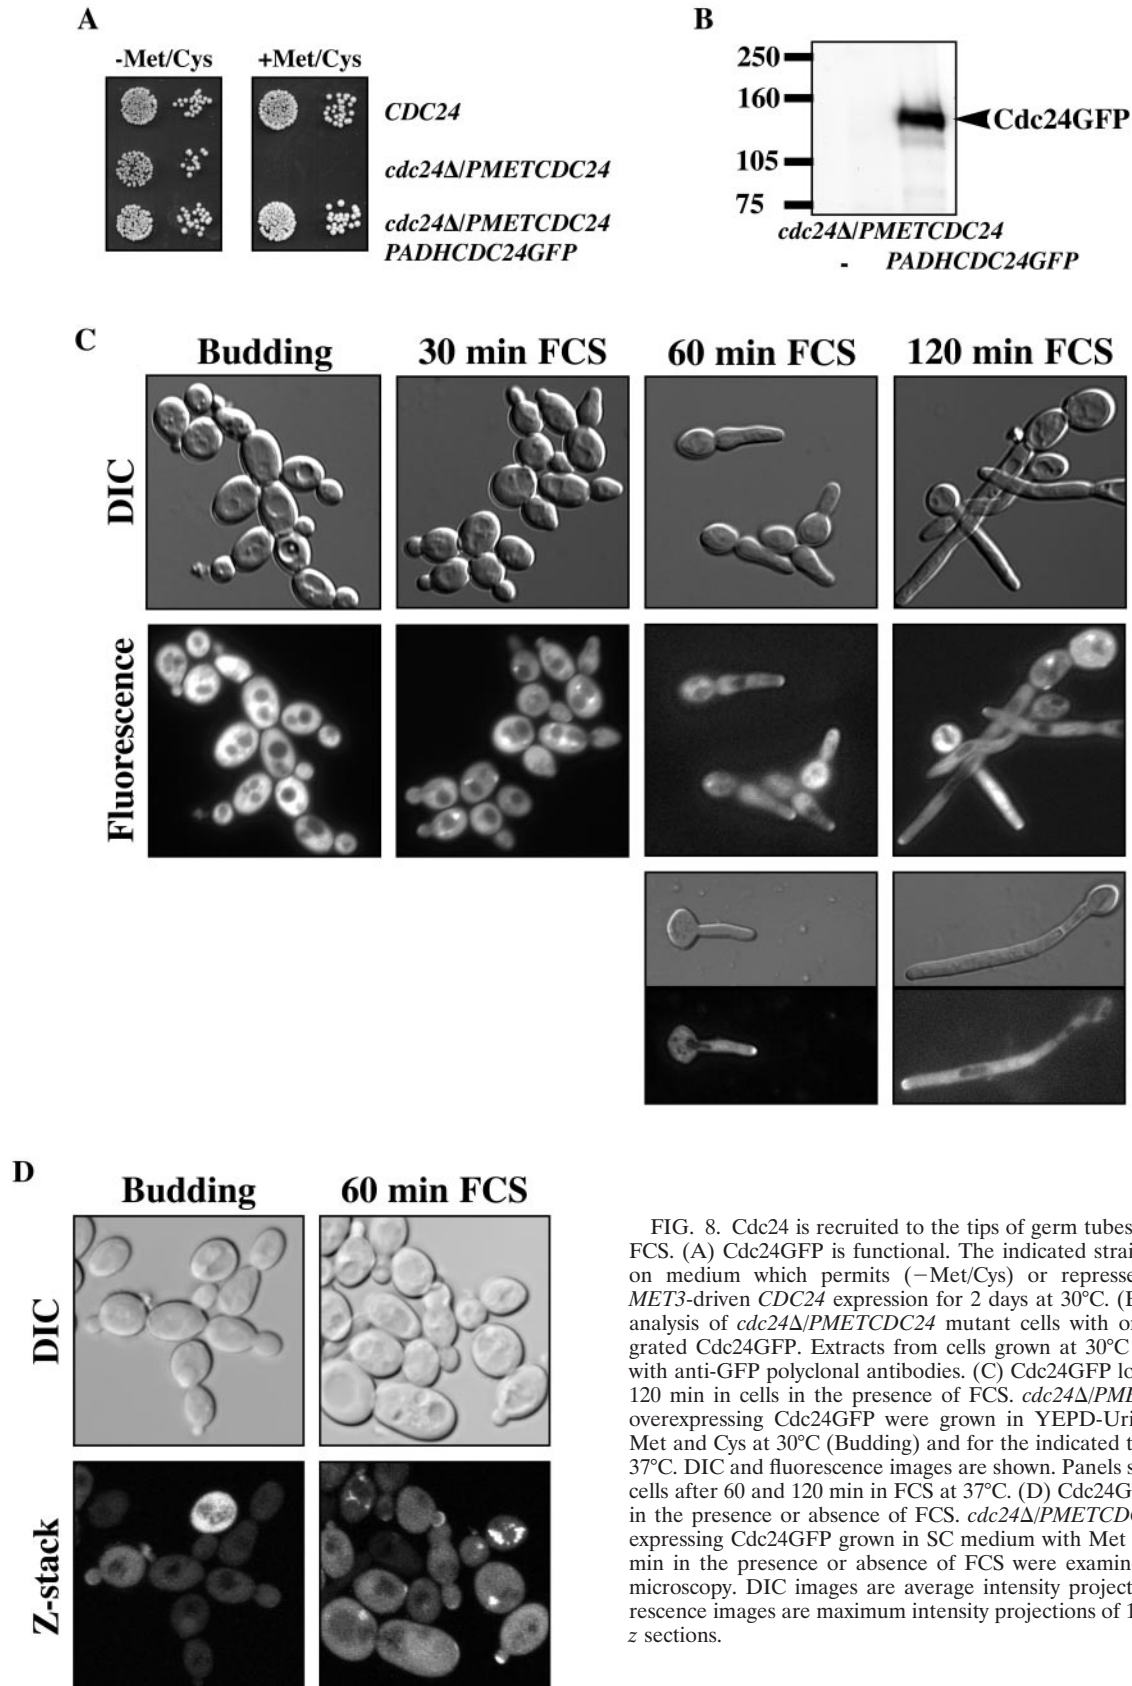 A
-Met/Cys
+Met/Cys
CDC24
cdc24Δ/PMETCDC24
cdc24Δ/PMETCDC24
PADHCDC24GFP
B
250
160
105
75
Cdc24GFP
cdc24Δ/PMETCDC24
- PADHCDC24GFP
C
Budding
30 min FCS
60 min FCS
120 min FCS
DIC
Fluorescence
D
Budding
60 min FCS
DIC
Z-stack
FIG. 8. Cdc24 is recruited to the tips of germ tubes
FCS. (A) Cdc24GFP is functional. The indicated strai
on medium which permits (−Met/Cys) or represse
MET3-driven CDC24 expression for 2 days at 30°C. (
analysis of cdc24Δ/PMETCDC24 mutant cells with o
grated Cdc24GFP. Extracts from cells grown at 30°C
with anti-GFP polyclonal antibodies. (C) Cdc24GFP lo
120 min in cells in the presence of FCS. cdc24Δ/PME
overexpressing Cdc24GFP were grown in YEPD-Uri
Met and Cys at 30°C (Budding) and for the indicated t
37°C. DIC and fluorescence images are shown. Panels s
cells after 60 and 120 min in FCS at 37°C. (D) Cdc24G
in the presence or absence of FCS. cdc24Δ/PMETCD
expressing Cdc24GFP grown in SC medium with Met
min in the presence or absence of FCS were examin
microscopy. DIC images are average intensity project
rescence images are maximum intensity projections of 1
z sections.